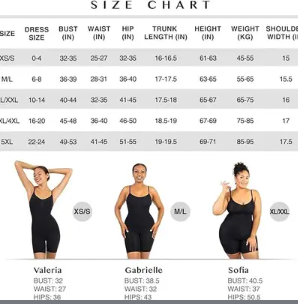 SIZE CHART
SIZE DRESS SIZE BUST (IN) WAIST (IN) HIP (IN) TRUNK LENGTH (IN) HEIGHT (IN) WEIGHT (KG) SHOULDER WIDTH (IN
XS/S 0-4 32-35 25-27 32-35 16-16.5 61-63 45-55 15
M/L 6-8 36-39 28-31 36-40 17-17.5 63-65 55-65 15.5
L/XXL 10-14 40-44 32-35 41-45 17.5-18 65-67 65-75 16
XL/4XL 16-20 45-48 36-40 46-50 18.5-19 67-69 75-85 17
5XL 22-24 49-53 41-45 51-55 19-19.5 69-71 85-95 17.5
XS/S M/L XL/XXL
Valeria Gabrielle Sofia
BUST: 32 BUST: 38.5 BUST: 40.5
WAIST: 27 WAIST: 32 WAIST: 37
HIPS: 36 HIPS: 43 HIPS: 50.5